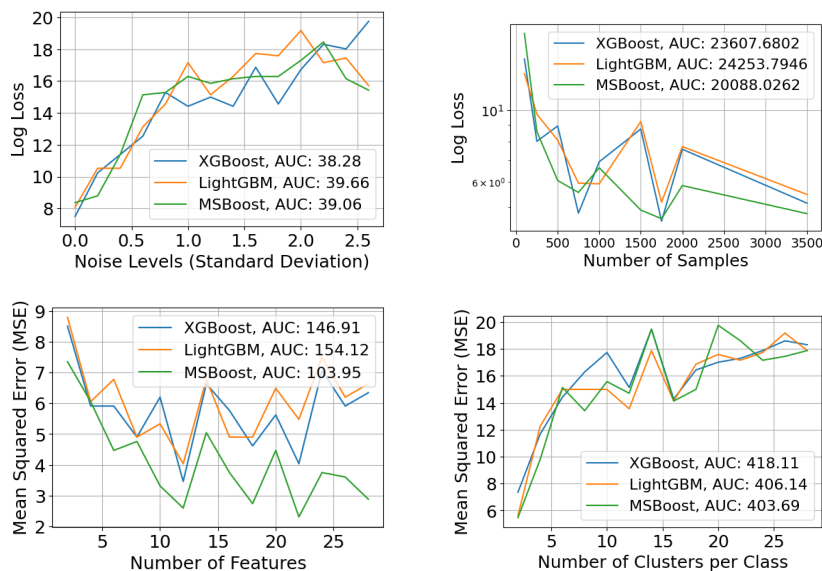 20
18
16
14
12
10
8
Log Loss
XGBoost, AUC: 38.28
LightGBM, AUC: 39.66
MSBoost, AUC: 39.06
0.0 0.5 1.0 1.5 2.0 2.5
Noise Levels (Standard Deviation)
10¹
6 × 10⁰
Log Loss
XGBoost, AUC: 23607.6802
LightGBM, AUC: 24253.7946
MSBoost, AUC: 20088.0262
0 500 1000 1500 2000 2500 3000 3500
Number of Samples
9
8
7
6
5
4
3
2
Mean Squared Error (MSE)
XGBoost, AUC: 146.91
LightGBM, AUC: 154.12
MSBoost, AUC: 103.95
5 10 15 20 25
Number of Features
20
18
16
14
12
10
8
6
Mean Squared Error (MSE)
XGBoost, AUC: 418.11
LightGBM, AUC: 406.14
MSBoost, AUC: 403.69
5 10 15 20 25
Number of Clusters per Class